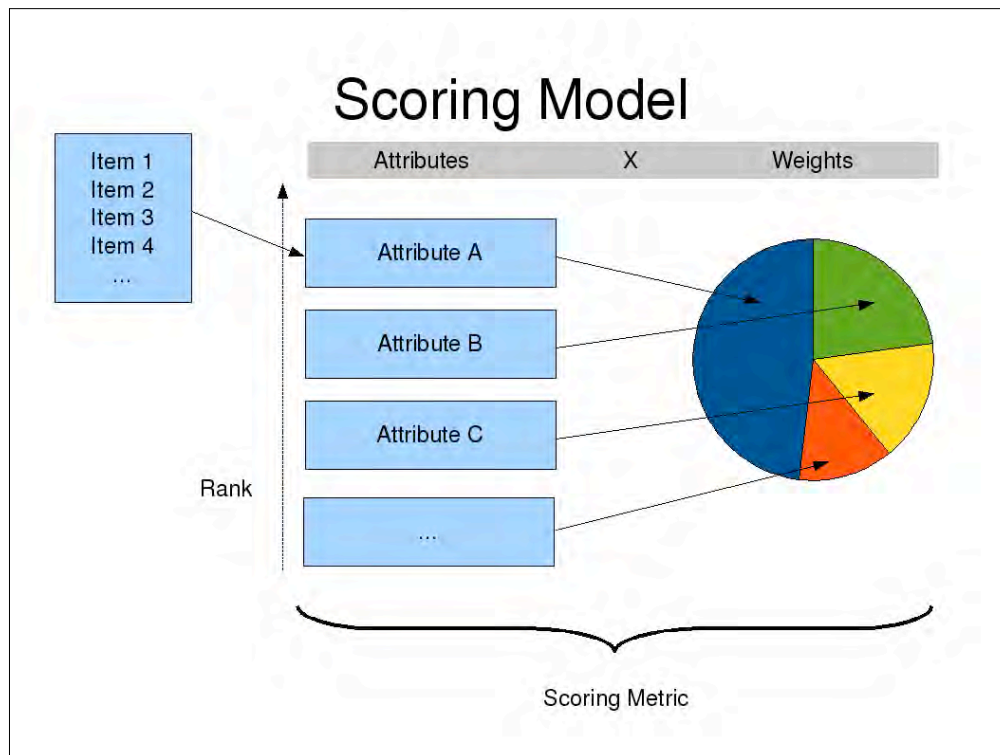 Scoring Model
Item 1
Item 2
Item 3
Item 4
...
Attributes X Weights
Attribute A
Attribute B
Attribute C
...
Rank
Scoring Metric